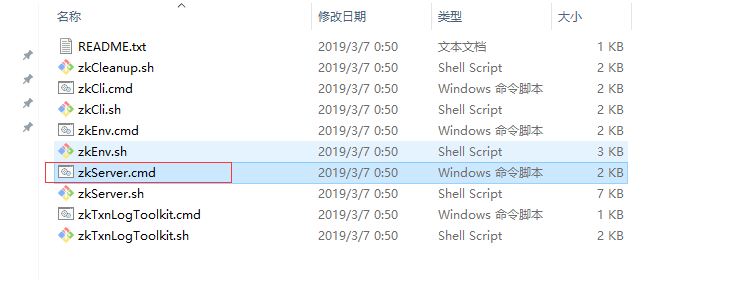 名称 修改日期 类型 大小
README.txt 2019/3/7 0:50 文本文档 1 KB
zkCleanup.sh 2019/3/7 0:50 Shell Script 2 KB
zkCli.cmd 2019/3/7 0:50 Windows 命令脚本 2 KB
zkCli.sh 2019/3/7 0:50 Shell Script 2 KB
zkEnv.cmd 2019/3/7 0:50 Windows 命令脚本 2 KB
zkEnv.sh 2019/3/7 0:50 Shell Script 3 KB
zkServer.cmd 2019/3/7 0:50 Windows 命令脚本 2 KB
zkServer.sh 2019/3/7 0:50 Shell Script 7 KB
zkTxnLogToolkit.cmd 2019/3/7 0:50 Windows 命令脚本 1 KB
zkTxnLogToolkit.sh 2019/3/7 0:50 Shell Script 2 KB